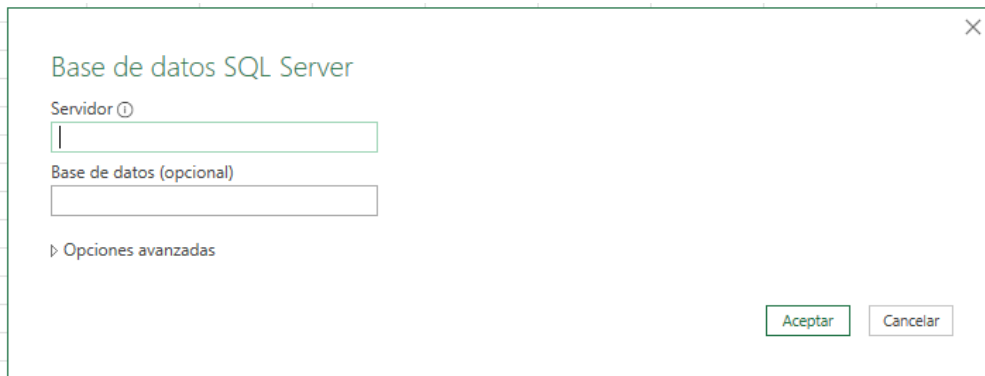 Base de datos SQL Server
Servidor
Base de datos (opcional)
Opciones avanzadas
Aceptar Cancelar